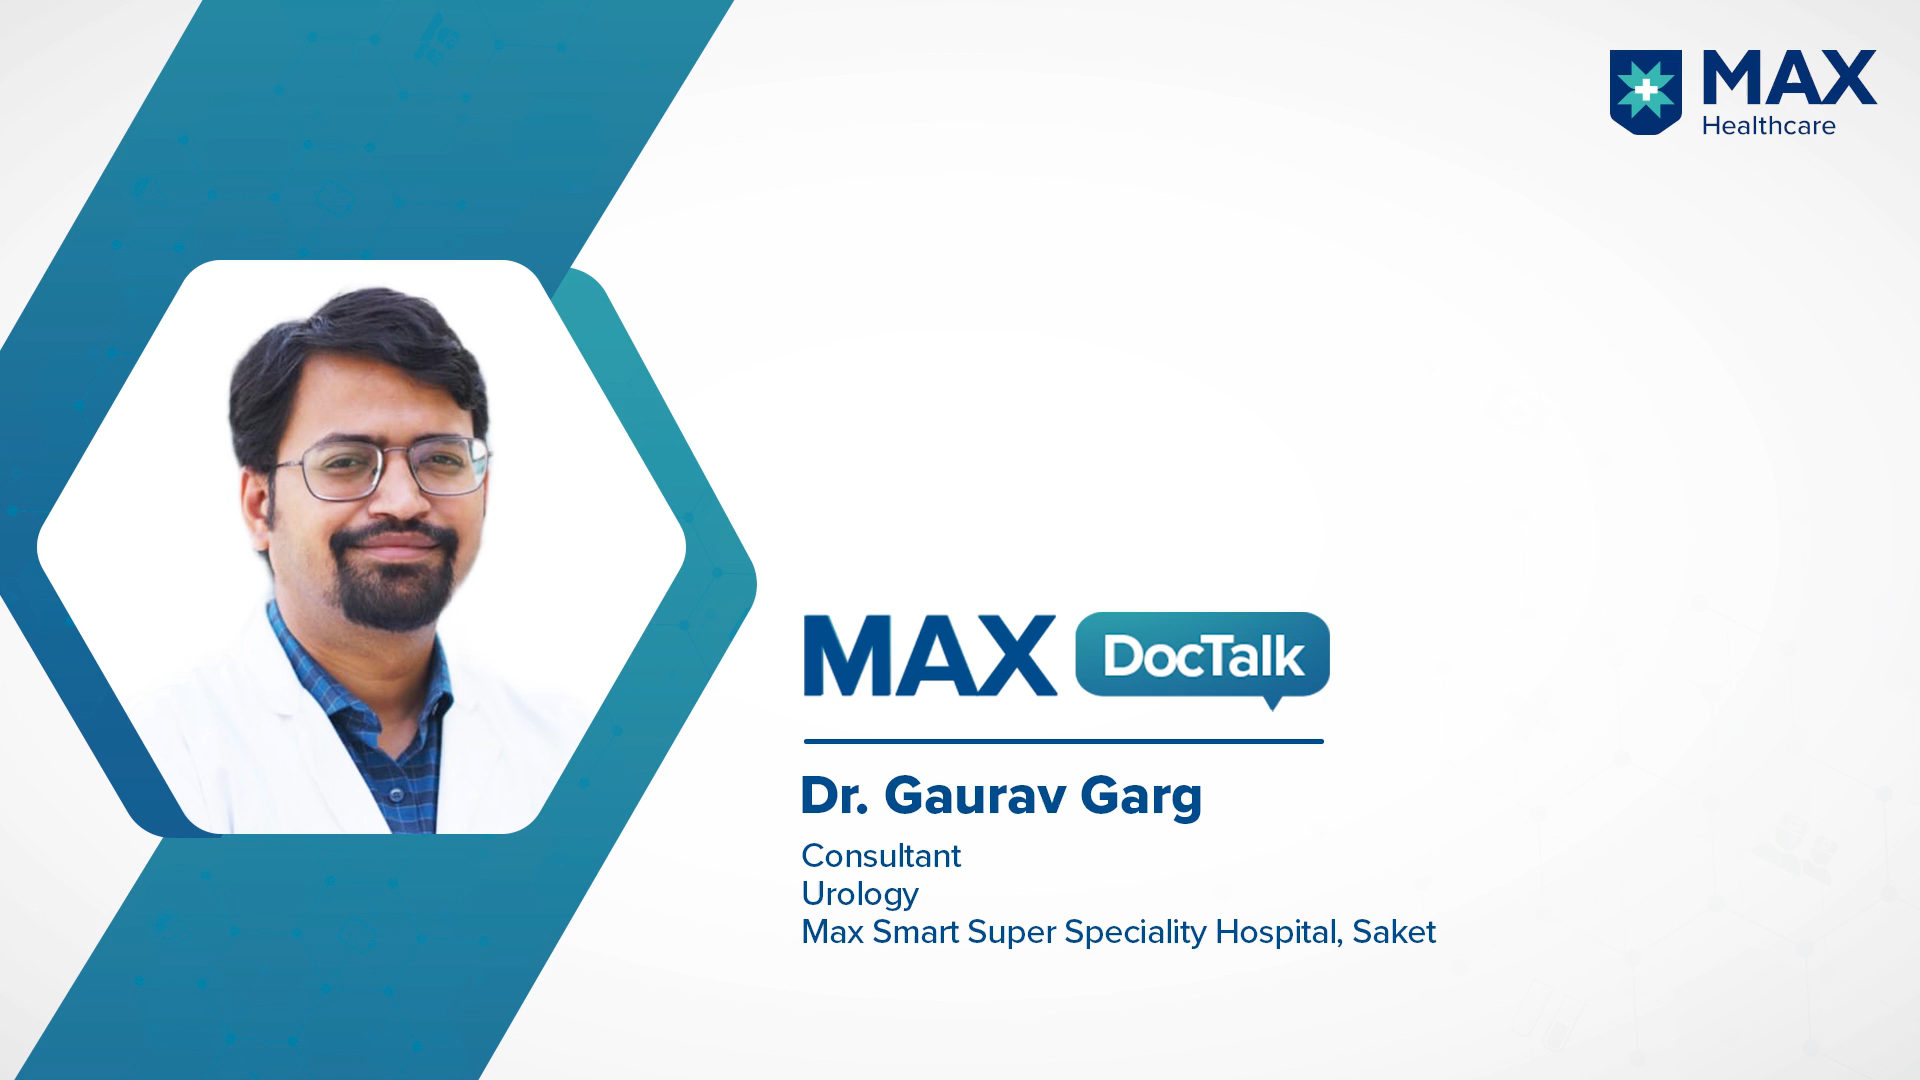 MAX
Healthcare
MAX DocTalk
Dr. Gaurav Garg
Consultant
Urology
Max Smart Super Speciality Hospital, Saket